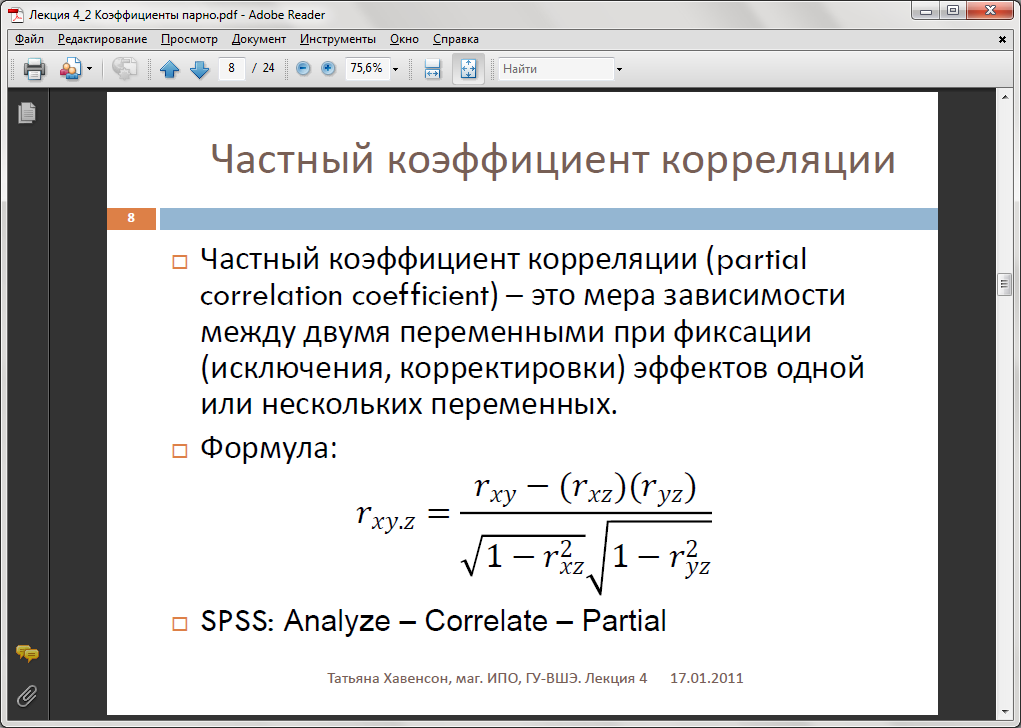 Лекция 4_2 Коэффициенты парно.pdf - Adobe Reader
Файл Редактирование Просмотр Документ Инструменты Окно Справка
8 / 24 75,6% Найти
Частный коэффициент корреляции
8
Частный коэффициент корреляции (partial
correlation coefficient) – это мера зависимости
между двумя переменными при фиксации
(исключения, корректировки) эффектов одной
или нескольких переменных.
Формула:
r_{xy.z} = \frac{r_{xy} − (r_{xz})(r_{yz})}{\sqrt{1 − r_{xz}^2}\sqrt{1 − r_{yz}^2}}
SPSS: Analyze – Correlate – Partial
Татьяна Хавенсон, маг. ИПО, ГУ-ВШЭ. Лекция 4 17.01.2011